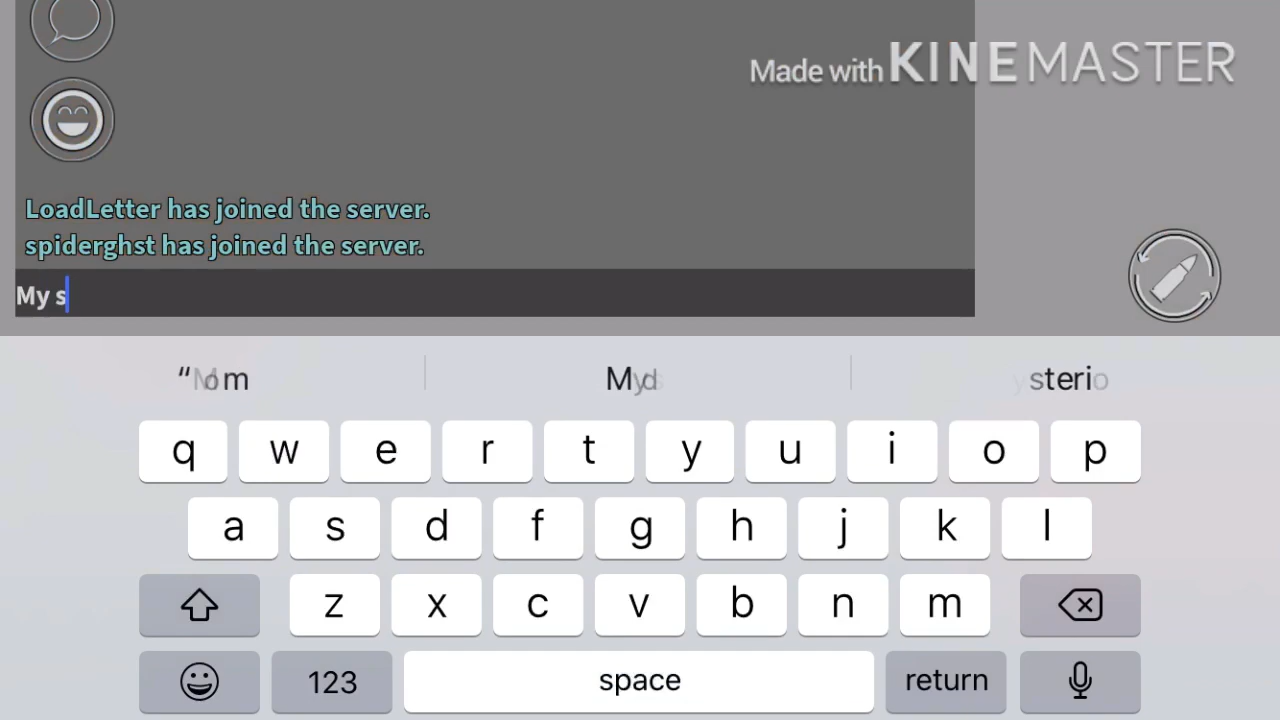 Made with KINEMASTER
LoadLetter has joined the server.
spiderghst has joined the server.
My s
q w e r t y u i o p
a s d f g h j k l
z x c v b n m
123 space return